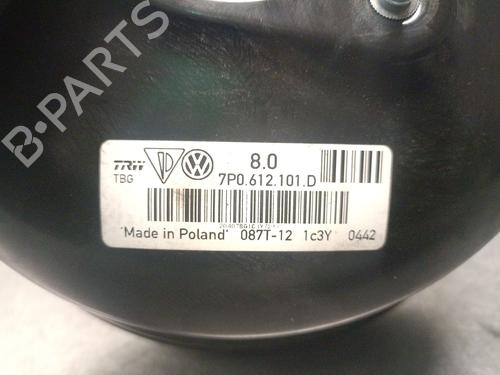 B-PARTS
TRW 8.0
TBG 7P0.612.101.D
'Made in Poland' 087T-12 1c3Y 0442